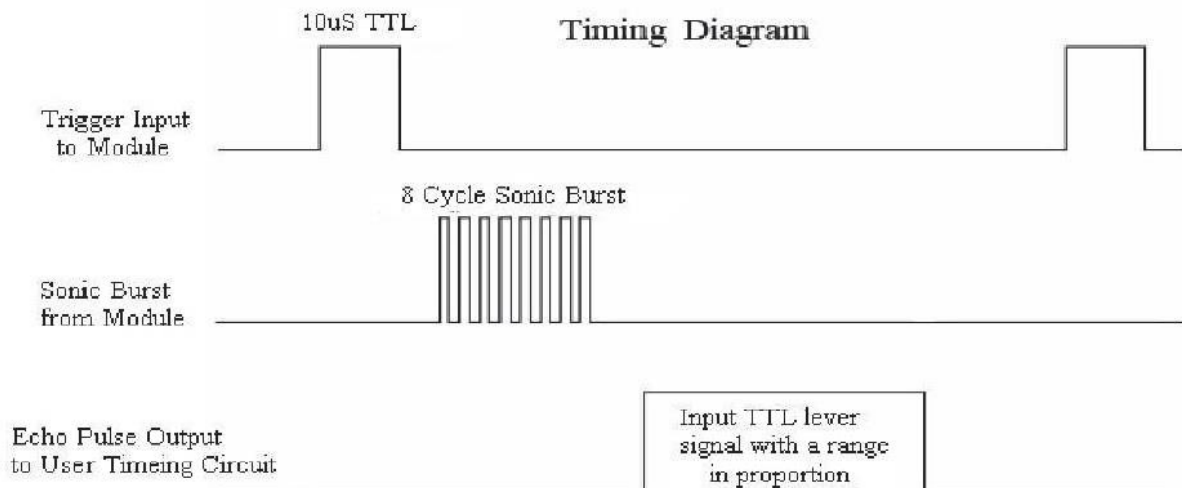 10uS TTL
Timing Diagram
Trigger Input
to Module
8 Cycle Sonic Burst
Sonic Burst
from Module
Echo Pulse Output
to User Timeing Circuit
Input TTL lever
signal with a range
in proportion